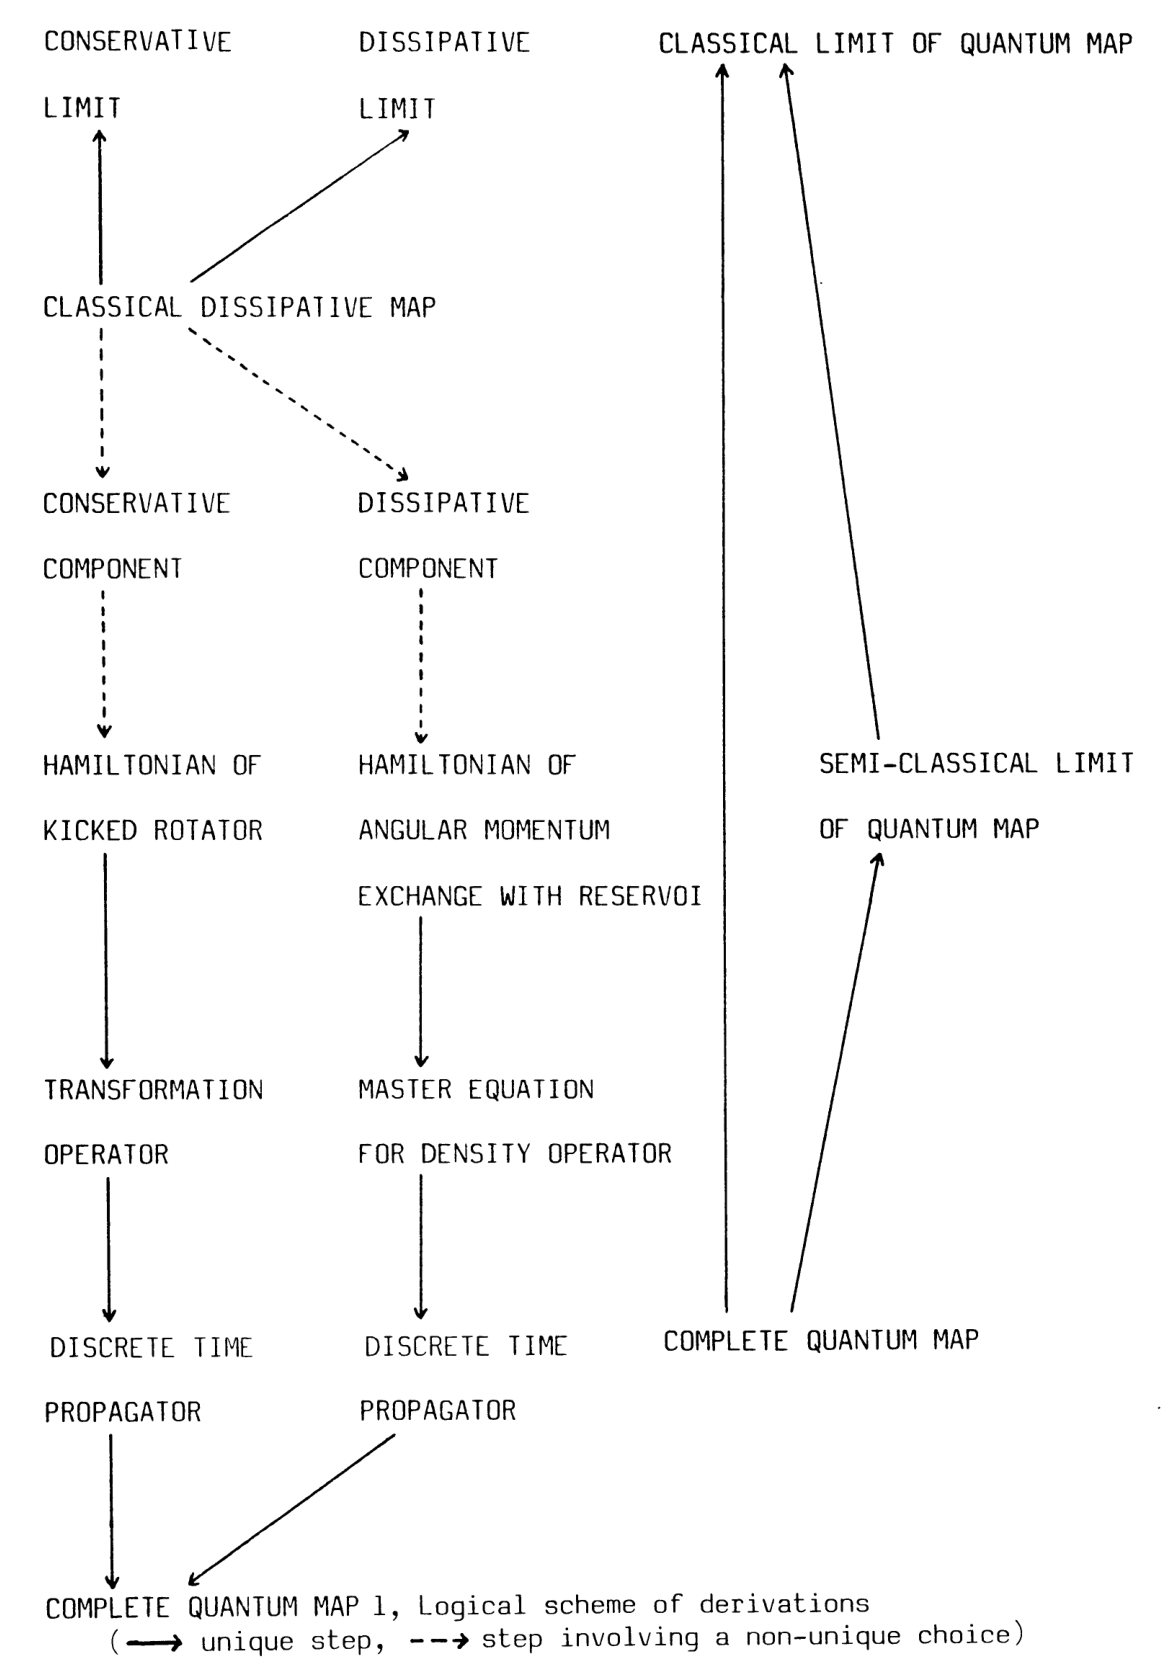 CONSERVATIVE DISSIPATIVE CLASSICAL LIMIT OF QUANTUM MAP
LIMIT LIMIT
CLASSICAL DISSIPATIVE MAP
CONSERVATIVE DISSIPATIVE
COMPONENT COMPONENT
HAMILTONIAN OF HAMILTONIAN OF SEMI-CLASSICAL LIMIT
KICKED ROTATOR ANGULAR MOMENTUM OF QUANTUM MAP
EXCHANGE WITH RESERVOI
TRANSFORMATION MASTER EQUATION
OPERATOR FOR DENSITY OPERATOR
DISCRETE TIME DISCRETE TIME COMPLETE QUANTUM MAP
PROPAGATOR PROPAGATOR
COMPLETE QUANTUM MAP 1, Logical scheme of derivations
(⟶ unique step, ---→ step involving a non-unique choice)